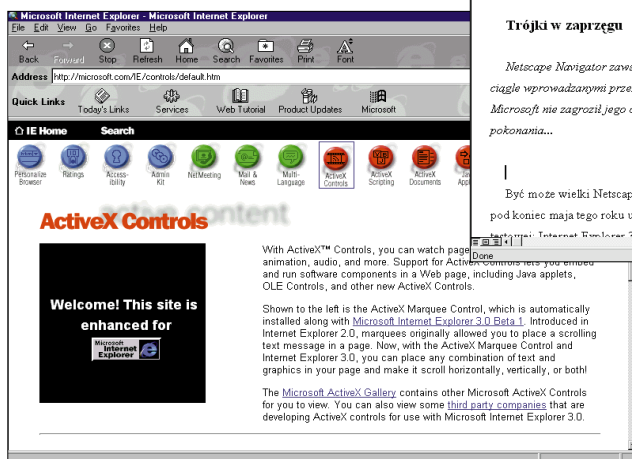 Microsoft Internet Explorer - Microsoft Internet Explorer
File Edit View Go Favorites Help
Back Forward Stop Refresh Home Search Favorites Print Font
Address http://microsoft.com/IE/controls/default.htm
Quick Links Today's Links Services Web Tutorial Product Updates Microsoft
IE Home Search
Personalize Browser
Ratings
Access-ibility
Admin Kit
NetMeeting
Mail & News
Multi-Language
ActiveX Controls
ActiveX Scripting
ActiveX Documents
active content
ActiveX Controls
Welcome! This site is
enhanced for
Microsoft
Internet
Explorer
With ActiveX™ Controls, you can watch page
animation, audio, and more. Support for ActiveX Controls lets you embed
and run software components in a Web page, including Java applets,
OLE Controls, and other new ActiveX Controls.
Shown to the left is the ActiveX Marquee Control, which is automatically
installed along with Microsoft Internet Explorer 3.0 Beta 1. Introduced in
Internet Explorer 2.0, marquees originally allowed you to place a scrolling
text message in a page. Now, with the ActiveX Marquee Control and
Internet Explorer 3.0, you can place any combination of text and
graphics in your page and make it scroll horizontally, vertically, or both!
The Microsoft ActiveX Gallery contains other Microsoft ActiveX Controls
for you to view. You can also view some third party companies that are
developing ActiveX controls for use with Microsoft Internet Explorer 3.0.
Trójki w zaprzęgu
Netscape Navigator zaws
ciągle wprowadzanymi prze
Microsoft nie zagroził jego
pokonania...
Być może wielki Netscap
pod koniec maja tego roku u
testowej: Internet Explorer 3
Done